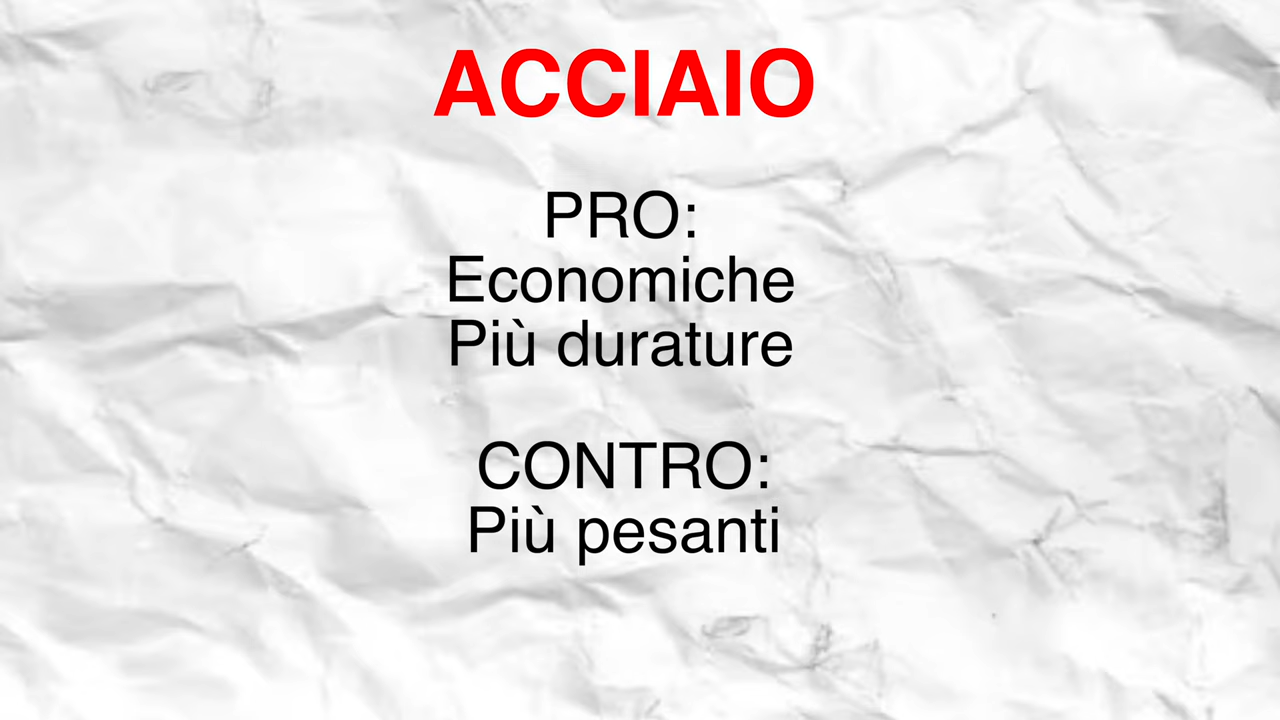 ACCIAIO
PRO:
Economiche
Più durature
CONTRO:
Più pesanti